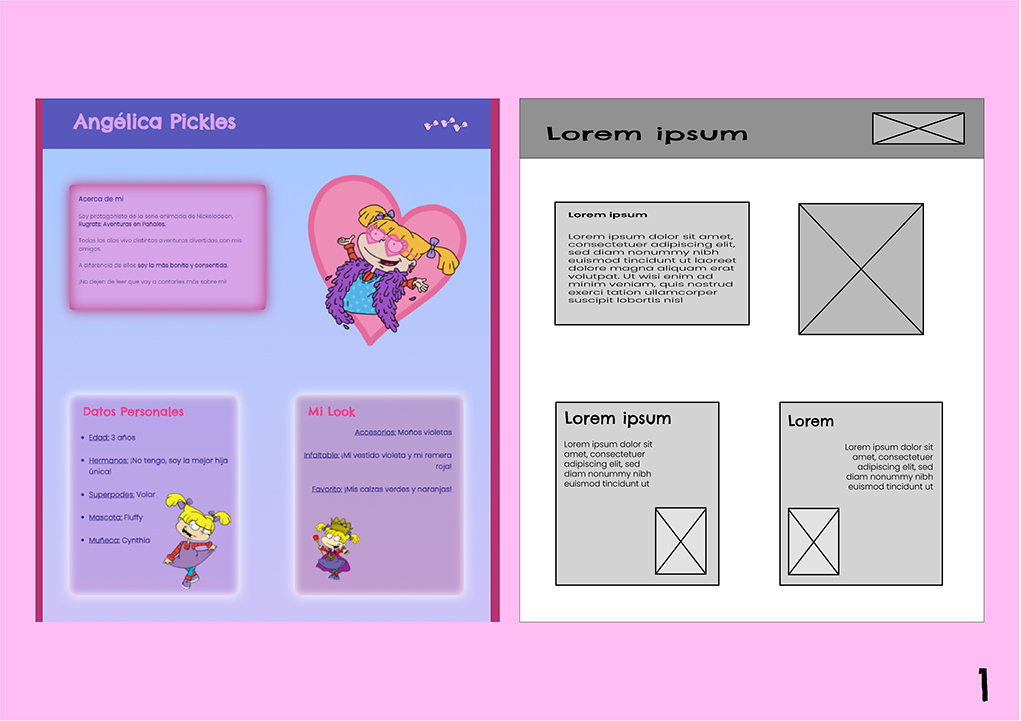 Angélica Pickles
Acerca de mi
Soy protagonista de la serie animada de Nickelodeon,
Rugrats: Aventuras en Pañales.
Todos los días vivo distintas aventuras divertidas con mis
amigos.
A diferencia de ellos soy la más bonita y consentida.
¡No dejen de leer que voy a contarles más sobre mi!
Datos Personales
Edad: 3 años
Hermanos: ¡No tengo, soy la mejor hija
única!
Superpodes: Volar
Mascota: Fluffy
Muñeca: Cynthia
Mi Look
Accesorios: Moños violetas
Infaltable: ¡Mi vestido violeta y mi remera
roja!
Favorito: ¡Mis calzas verdes y naranjas!
Lorem ipsum
Lorem ipsum
Lorem ipsum dolor sit amet,
consectetuer adipiscing elit,
sed diam nonummy nibh
euismod tincidunt ut laoreet
dolore magna aliquam erat
volutpat. Ut wisi enim ad
minim veniam, quis nostrud
exerci tation ullamcorper
suscipit lobortis nisl
Lorem ipsum
Lorem ipsum dolor sit
amet, consectetuer
adipiscing elit, sed
diam nonummy nibh
euismod tincidunt ut
Lorem
Lorem ipsum dolor sit
amet, consectetuer
adipiscing elit, sed
diam nonummy nibh
euismod tincidunt ut
1